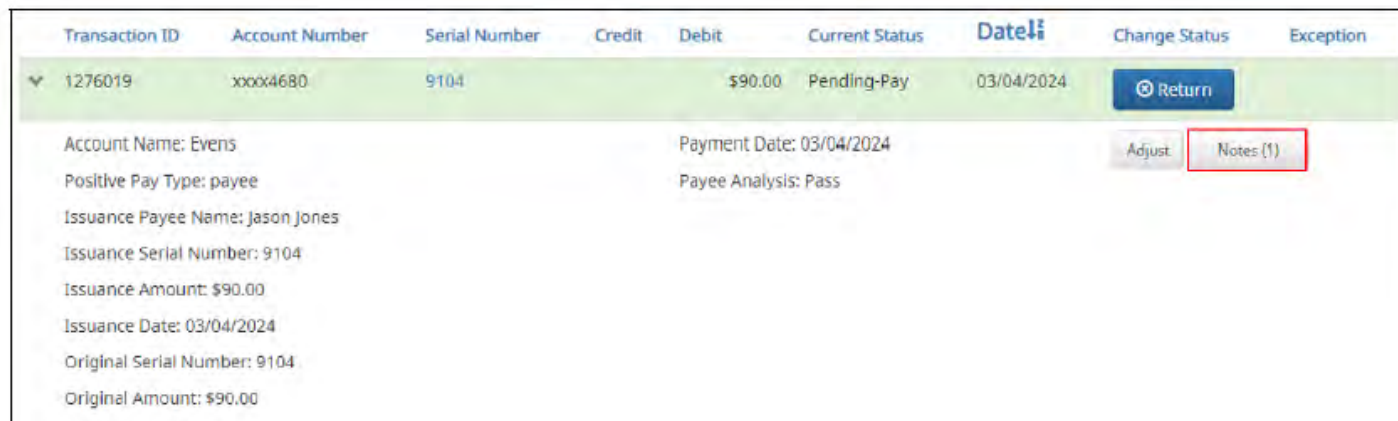 Transaction ID Account Number Serial Number Credit Debit Current Status Date Change Status Exception
1276019 xxxx4680 9104 $90.00 Pending-Pay 03/04/2024 Return
Account Name: Evens Payment Date: 03/04/2024 Adjust Notes (1)
Positive Pay Type: payee Payee Analysis: Pass
Issuance Payee Name: Jason Jones
Issuance Serial Number: 9104
Issuance Amount: $90.00
Issuance Date: 03/04/2024
Original Serial Number: 9104
Original Amount: $90.00